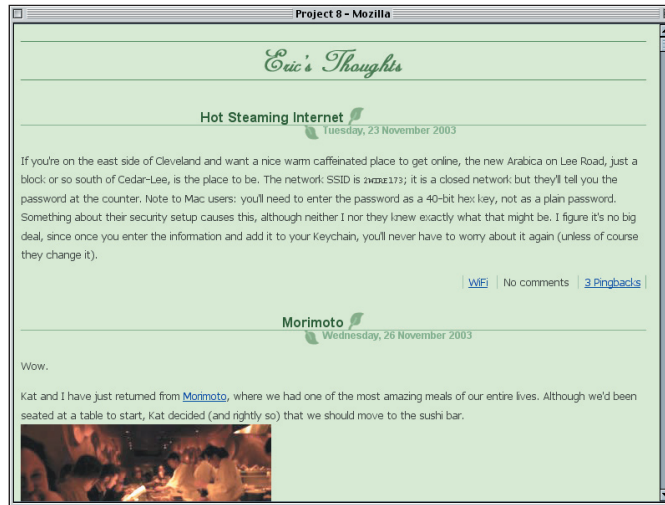 Project 8 – Mozilla
Eric's Thoughts
Hot Steaming Internet
Tuesday, 23 November 2003
If you're on the east side of Cleveland and want a nice warm caffeinated place to get online, the new Arabica on Lee Road, just a
block or so south of Cedar-Lee, is the place to be. The network SSID is 2WIRE173; it is a closed network but they'll tell you the
password at the counter. Note to Mac users: you'll need to enter the password as a 40-bit hex key, not as a plain password.
Something about their security setup causes this, although neither I nor they knew exactly what that might be. I figure it's no big
deal, since once you enter the information and add it to your Keychain, you'll never have to worry about it again (unless of course
they change it).
WiFi No comments 3 Pingbacks
Morimoto
Wednesday, 26 November 2003
Wow.
Kat and I have just returned from Morimoto, where we had one of the most amazing meals of our entire lives. Although we'd been
seated at a table to start, Kat decided (and rightly so) that we should move to the sushi bar.